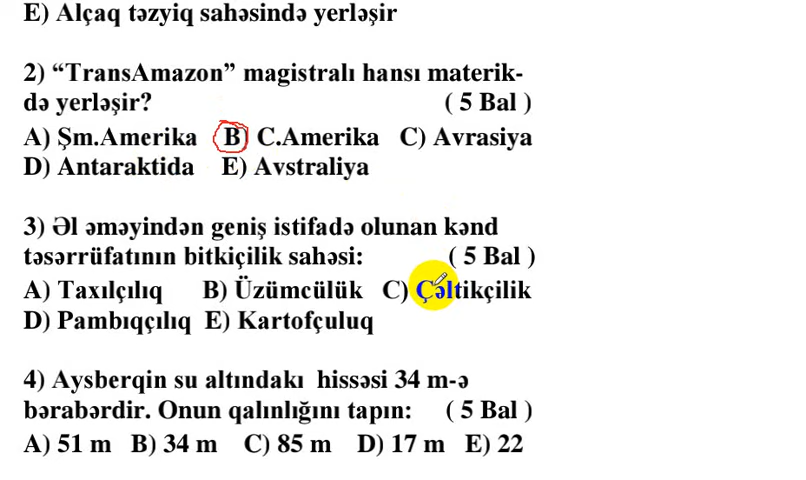 E) Alçaq təzyiq sahəsində yerləşir
2) “TransAmazon” magistralı hansı materik-
də yerləşir? ( 5 Bal )
A) Şm.Amerika B) C.Amerika C) Avrasiya
D) Antaraktida E) Avstraliya
3) Əl əməyindən geniş istifadə olunan kənd
təsərrüfatının bitkiçilik sahəsi: ( 5 Bal )
A) Taxılçılıq B) Üzümcülük C) Çəltikçilik
D) Pambıqçılıq E) Kartofçuluq
4) Aysberqin su altındakı hissəsi 34 m-ə
bərabərdir. Onun qalınlığını tapın: ( 5 Bal )
A) 51 m B) 34 m C) 85 m D) 17 m E) 22